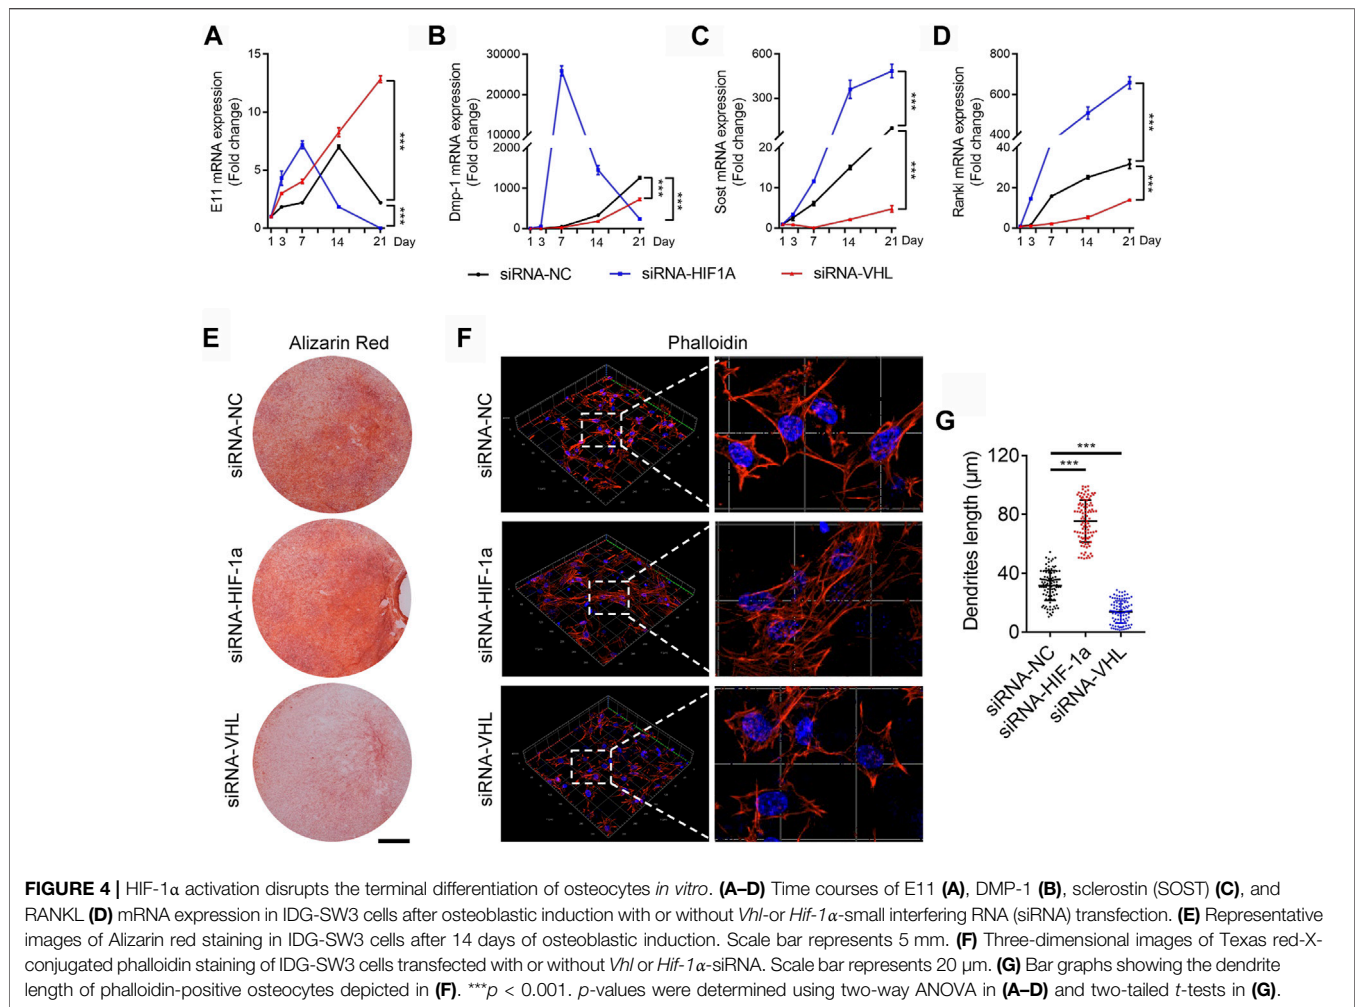 A
B
C
D
E11 mRNA expression
(Fold change)
15
10
5
0
1 3 7 14 21 Day
***
***
Dmp-1 mRNA expression
(Fold change)
30000
20000
10000
2000
1000
0
1 3 7 14 21 Day
***
***
Sost mRNA expression
(Fold change)
600
300
20
10
0
1 3 7 14 21 Day
***
***
Rankl mRNA expression
(Fold change)
800
600
400
60
40
20
0
1 3 7 14 21 Day
***
***
siRNA-NC siRNA-HIF1A siRNA-VHL
E
Alizarin Red
siRNA-NC
siRNA-HIF-1a
siRNA-VHL
F
Phalloidin
siRNA-NC
siRNA-HIF-1a
siRNA-VHL
G
Dendrites length (μm)
120
80
40
0
***
***
siRNA-NC
siRNA-HIF-1a
siRNA-VHL
FIGURE 4 | HIF-1α activation disrupts the terminal differentiation of osteocytes in vitro. (A–D) Time courses of E11 (A), DMP-1 (B), sclerostin (SOST) (C), and
RANKL (D) mRNA expression in IDG-SW3 cells after osteoblastic induction with or without Vhl-or Hif-1α-small interfering RNA (siRNA) transfection. (E) Representative
images of Alizarin red staining in IDG-SW3 cells after 14 days of osteoblastic induction. Scale bar represents 5 mm. (F) Three-dimensional images of Texas red-X-
conjugated phalloidin staining of IDG-SW3 cells transfected with or without Vhl or Hif-1α-siRNA. Scale bar represents 20 μm. (G) Bar graphs showing the dendrite
length of phalloidin-positive osteocytes depicted in (F). ***p < 0.001. p-values were determined using two-way ANOVA in (A–D) and two-tailed t-tests in (G).